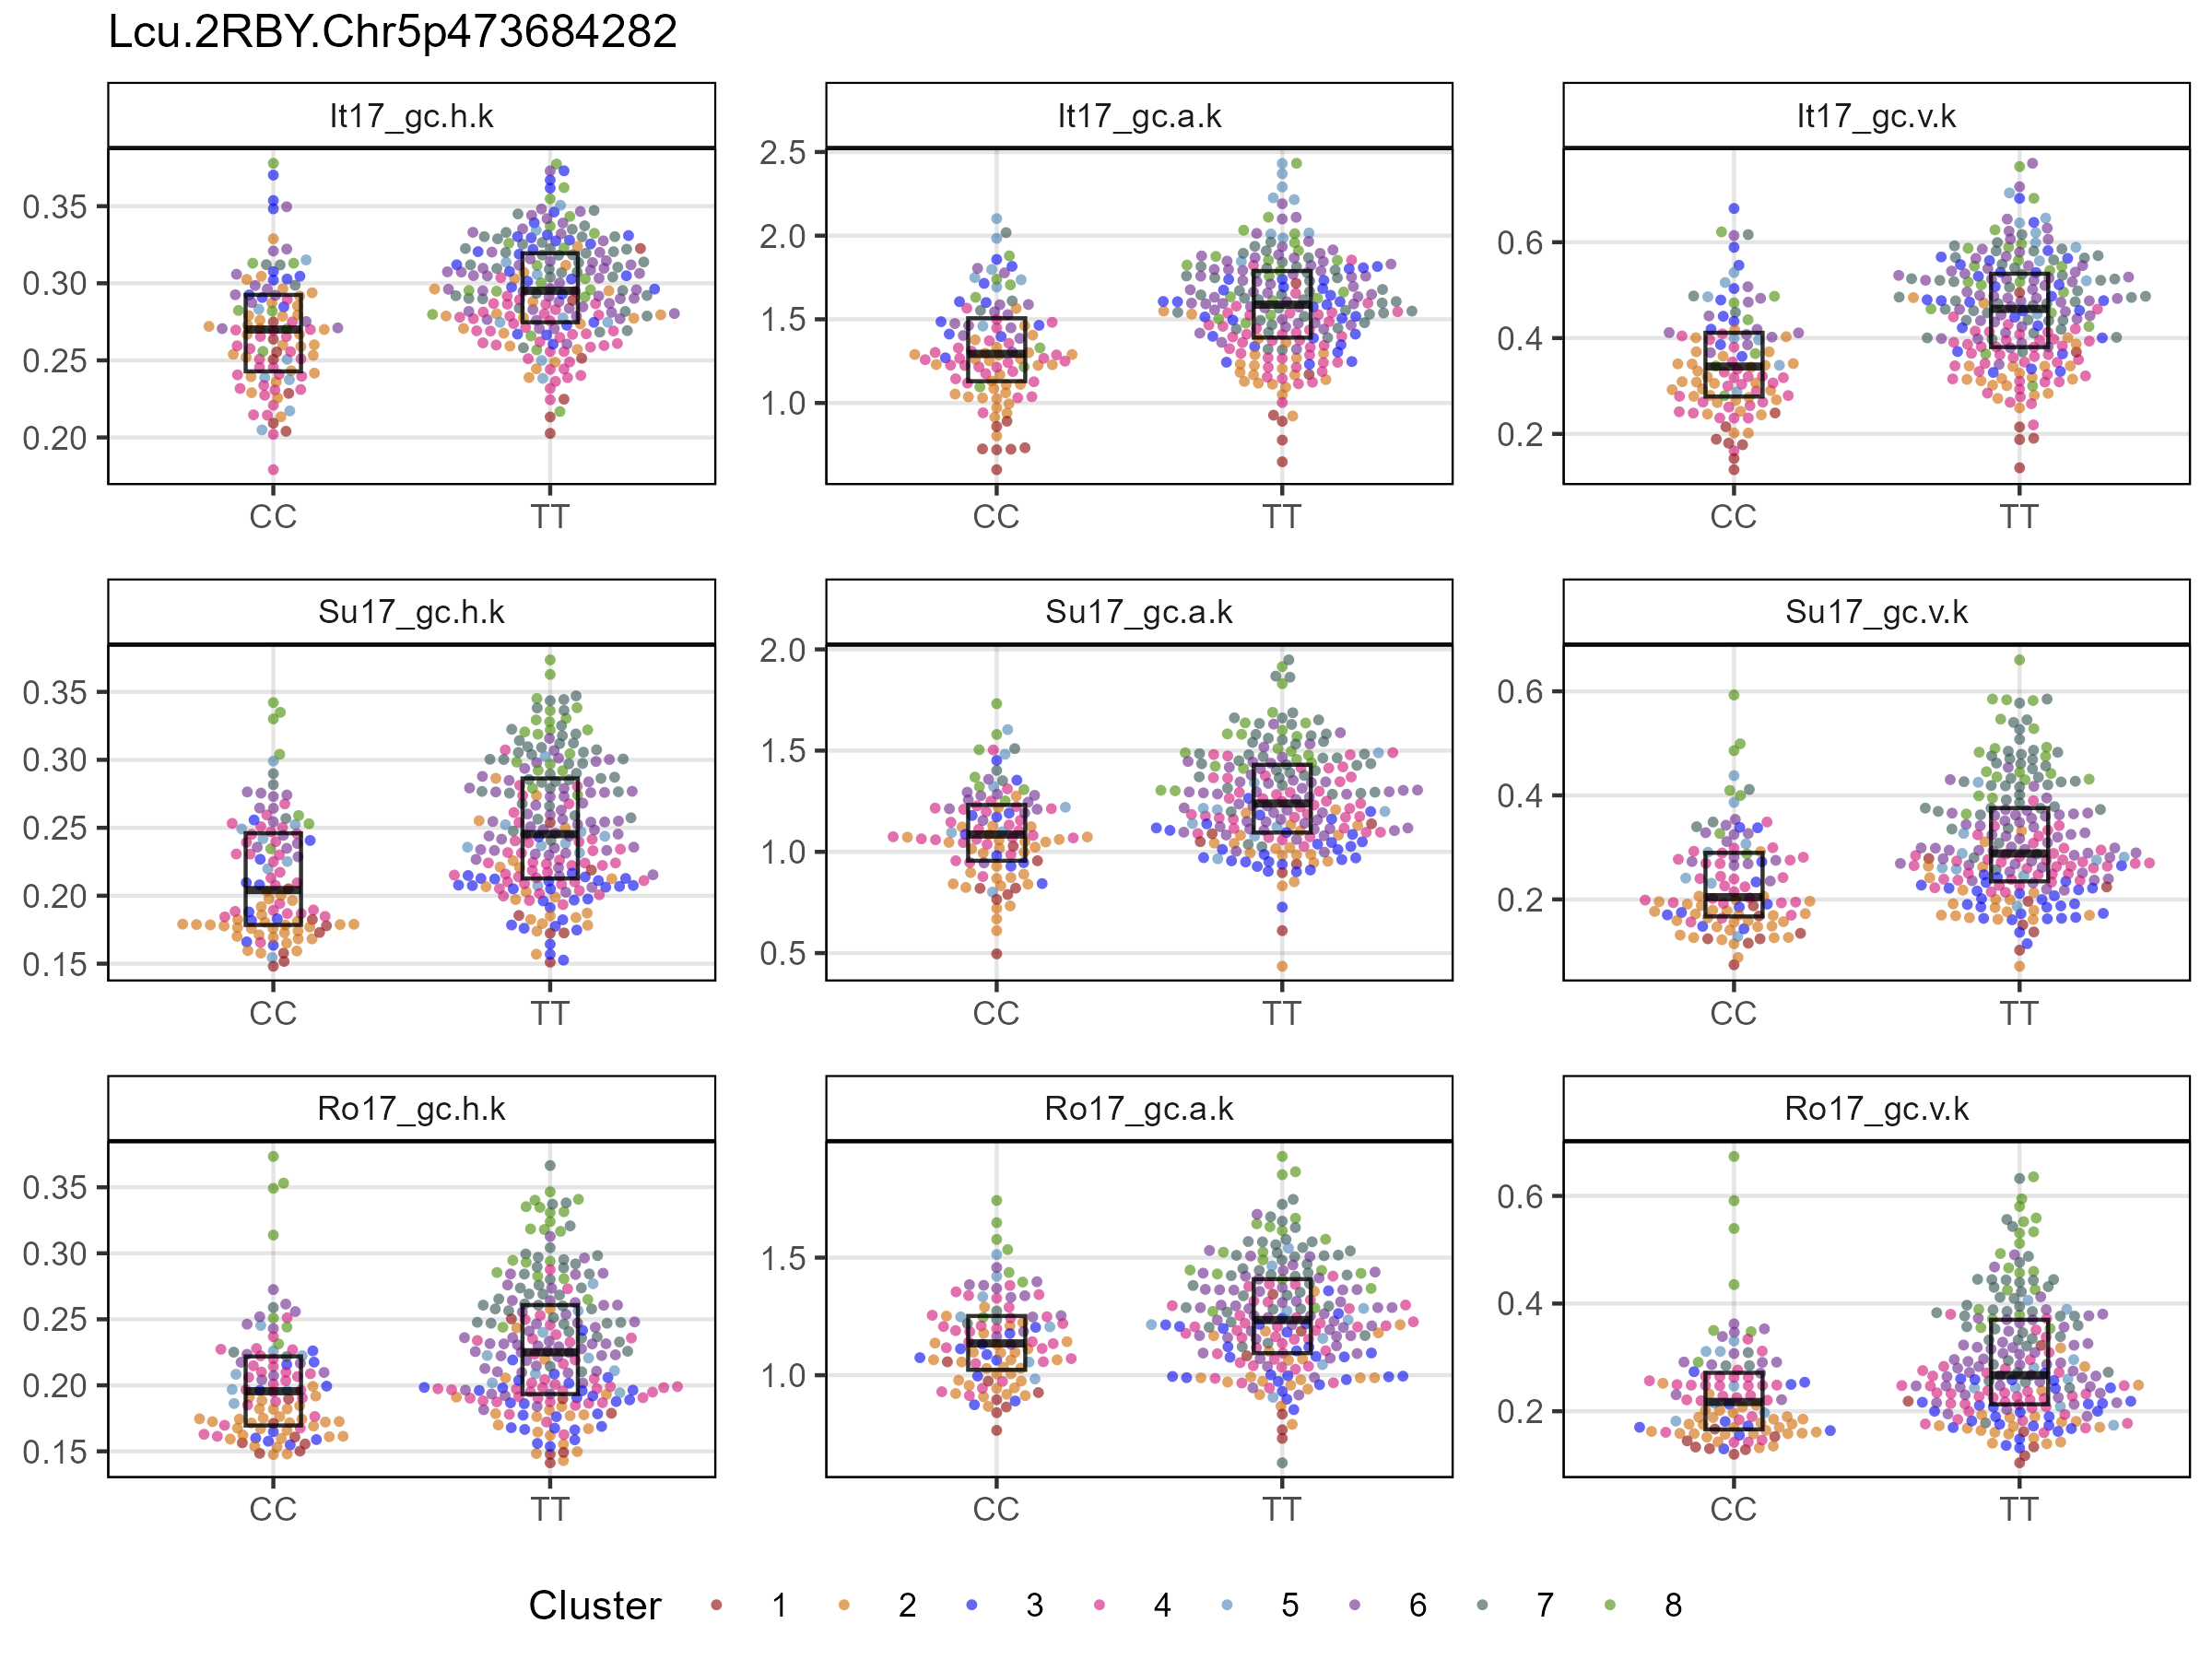 Lcu.2RBY.Chr5p473684282
It17_gc.h.k
It17_gc.a.k
It17_gc.v.k
0.35
0.30
0.25
0.20
2.5
2.0
1.5
1.0
0.6
0.4
0.2
CC
TT
CC
TT
CC
TT
Su17_gc.h.k
Su17_gc.a.k
Su17_gc.v.k
0.35
0.30
0.25
0.20
0.15
2.0
1.5
1.0
0.5
0.6
0.4
0.2
CC
TT
CC
TT
CC
TT
Ro17_gc.h.k
Ro17_gc.a.k
Ro17_gc.v.k
0.35
0.30
0.25
0.20
0.15
1.5
1.0
0.6
0.4
0.2
CC
TT
CC
TT
CC
TT
Cluster 1 2 3 4 5 6 7 8